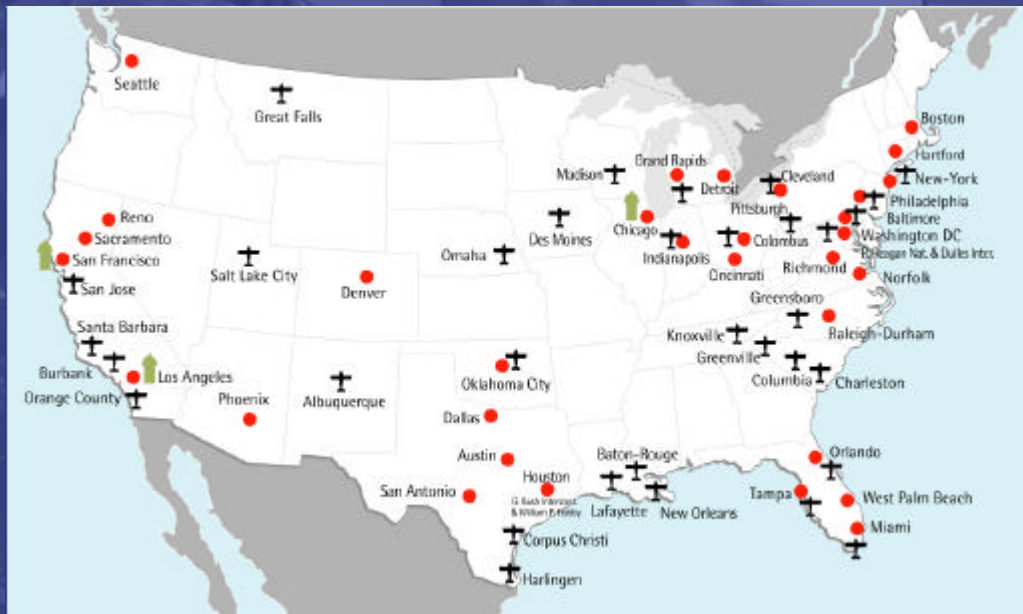 Seattle
Great Falls
Boston
Hartford
New-York
Madison
Grand Rapids
Detroit
Cleveland
Pittsburgh
Philadelphia
Baltimore
Reno
Sacramento
San Francisco
San Jose
Salt Lake City
Denver
Omaha
Des Moines
Chicago
Indianapolis
Colombus
Cincinrati
Washington DC
R.Reagan Nat. & Dulles Inter.
Richmond
Norfolk
Santa Barbara
Burbank
Los Angeles
Orange County
Phoenix
Albuquerque
Oklahoma City
Knoxville
Greensboro
Raleigh-Durham
Greenville
Columbia
Charleston
Dallas
Austin
San Antonio
Houston
& William P.
Baton-Rouge
Lafayette
New Orleans
Corpus Christi
Harlingen
Orlando
Tampa
West Palm Beach
Miami